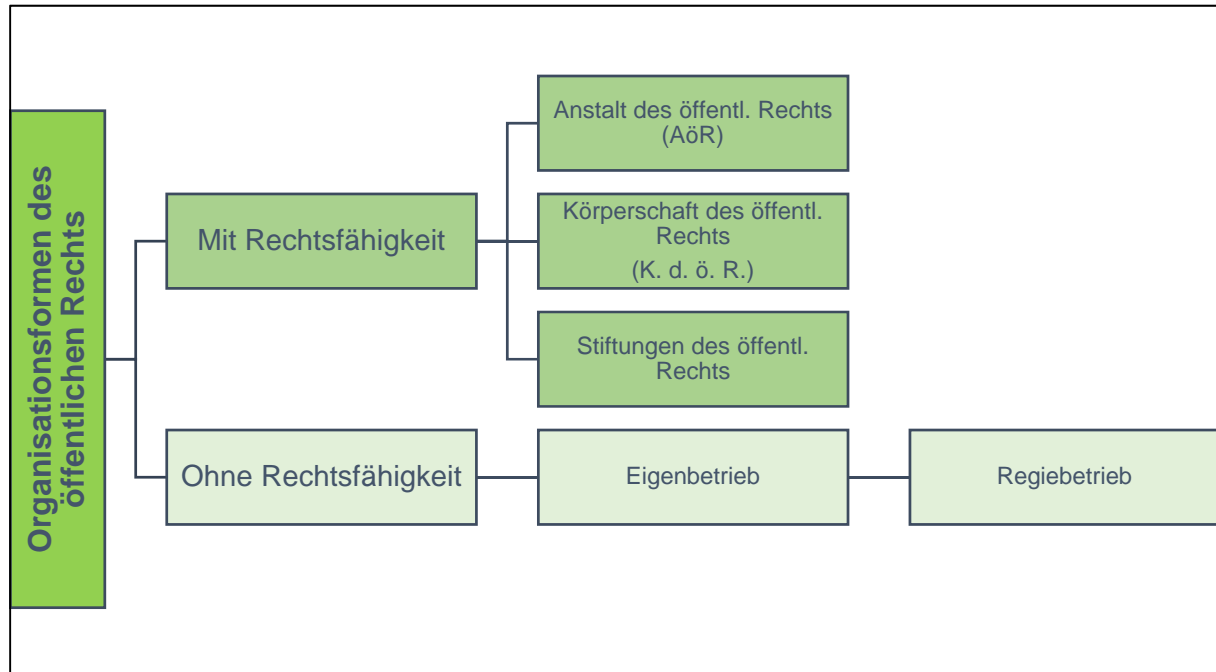 Organisationsformen des
öffentlichen Rechts
Mit Rechtsfähigkeit
Anstalt des öffentl. Rechts
(AöR)
Körperschaft des öffentl.
Rechts
(K. d. ö. R.)
Stiftungen des öffentl.
Rechts
Ohne Rechtsfähigkeit
Eigenbetrieb
Regiebetrieb